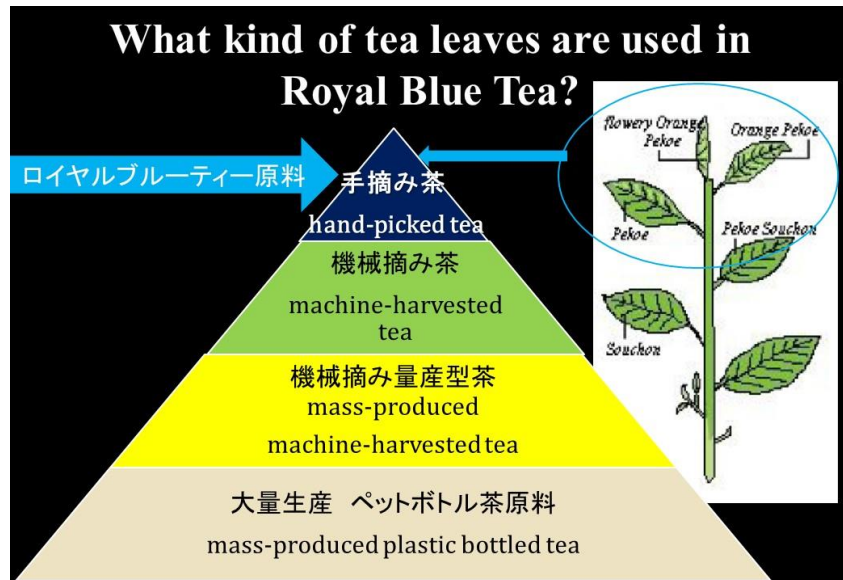 What kind of tea leaves are used in
Royal Blue Tea?
ロイヤルブルーティー原料
手摘み茶
hand-picked tea
機械摘み茶
machine-harvested
tea
機械摘み量産型茶
mass-produced
machine-harvested tea
大量生産　ペットボトル茶原料
mass-produced plastic bottled tea
flowery Orange
Pekoe
Orange Pekoe
Pekoe
Pekoe Souchon
Souchon